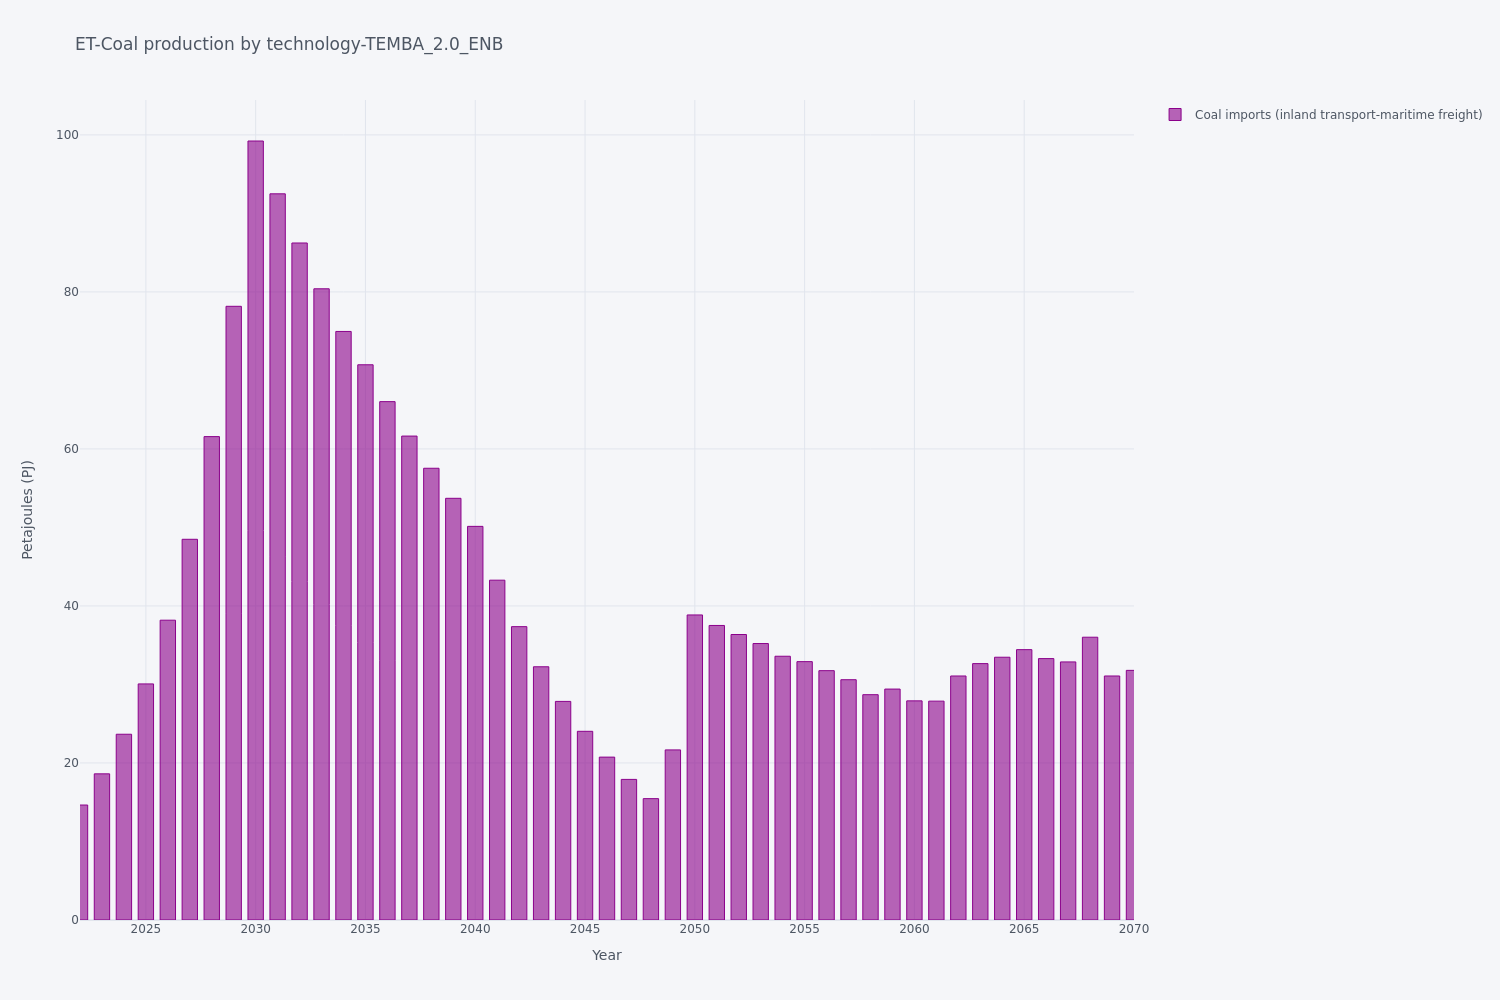 ET-Coal production by technology-TEMBA_2.0_ENB
Coal imports (inland transport-maritime freight)
100
80
60
40
20
0
Petajoules (PJ)
2025 2030 2035 2040 2045 2050 2055 2060 2065 2070
Year